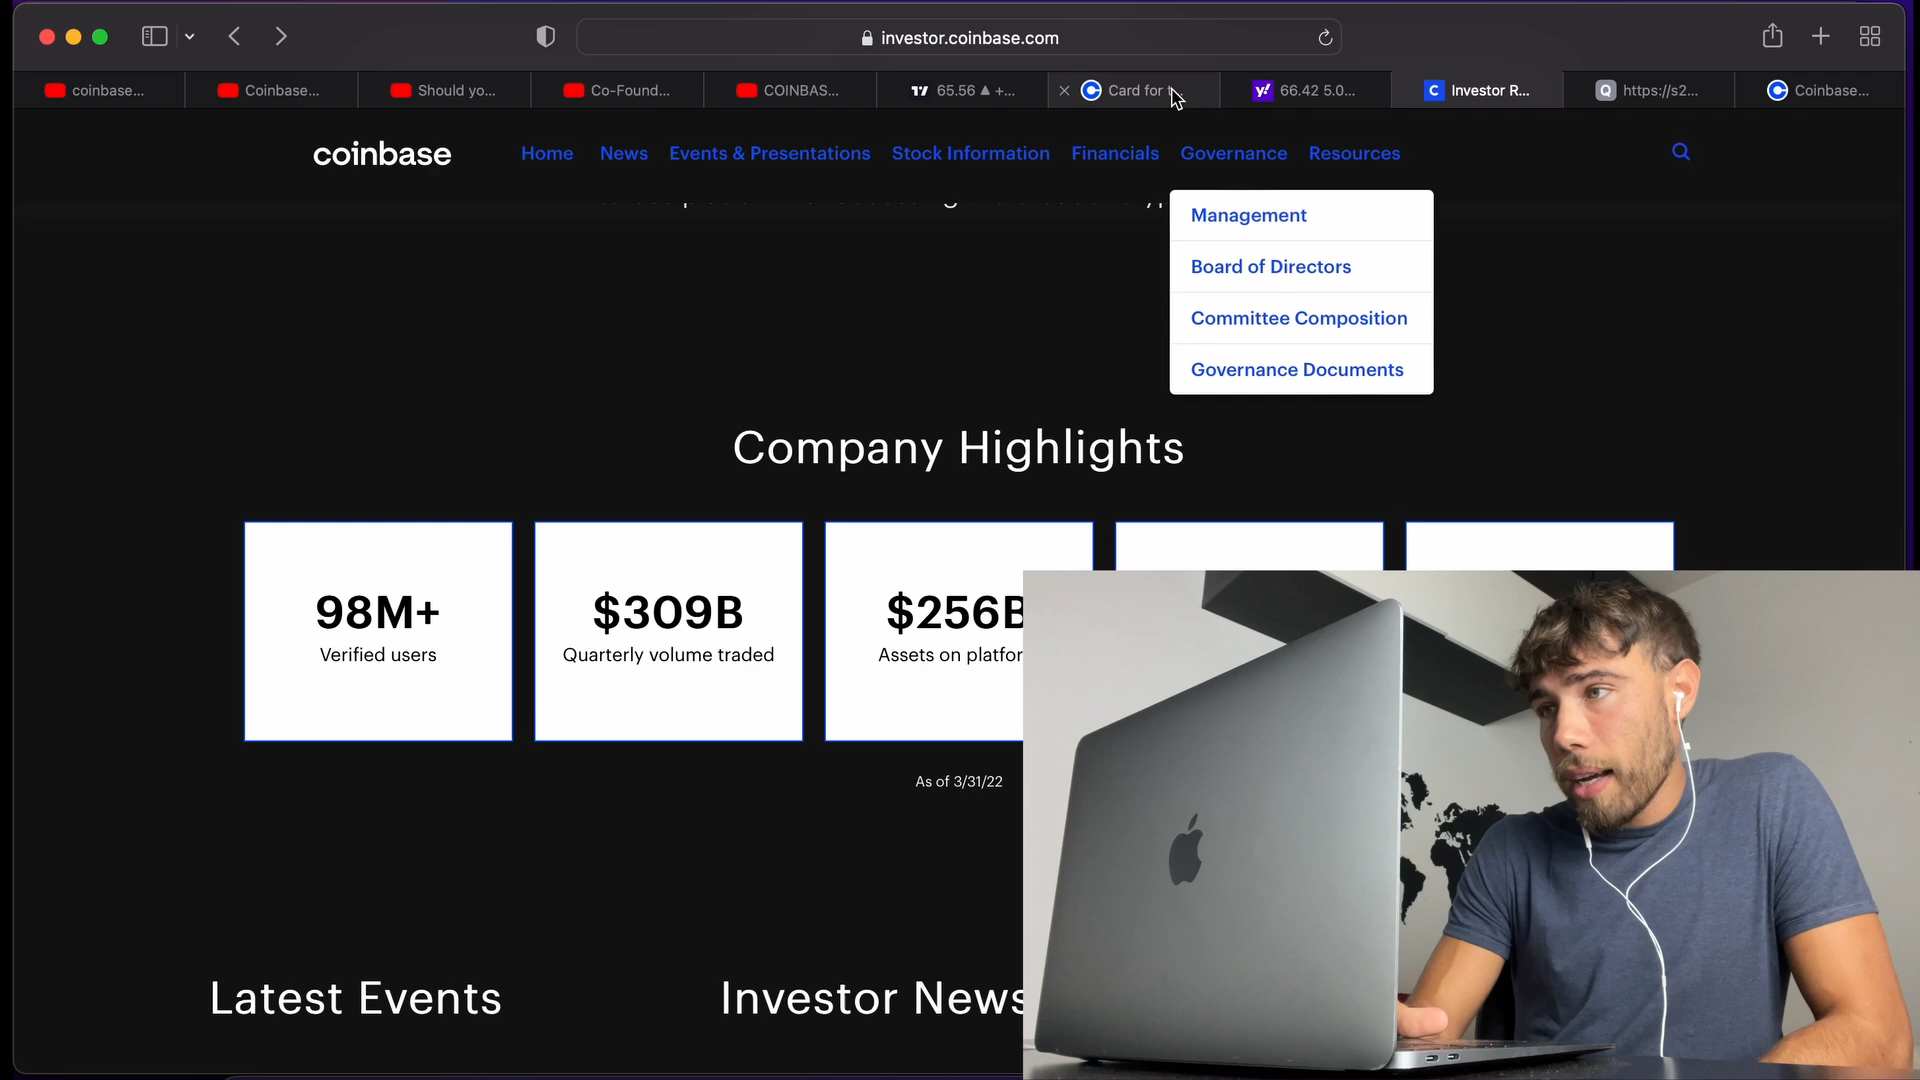 investor.coinbase.com
coinbase...
Coinbase...
Should yo...
Co-Found...
COINBAS...
65.56 ▲ +...
Card for
66.42 5.0...
Investor R...
https://s2...
Coinbase...
coinbase
Home
News
Events & Presentations
Stock Information
Financials
Governance
Resources
Management
Board of Directors
Committee Composition
Governance Documents
Company Highlights
98M+
Verified users
$309B
Quarterly volume traded
$256B
Assets on platfor
As of 3/31/22
Latest Events
Investor News